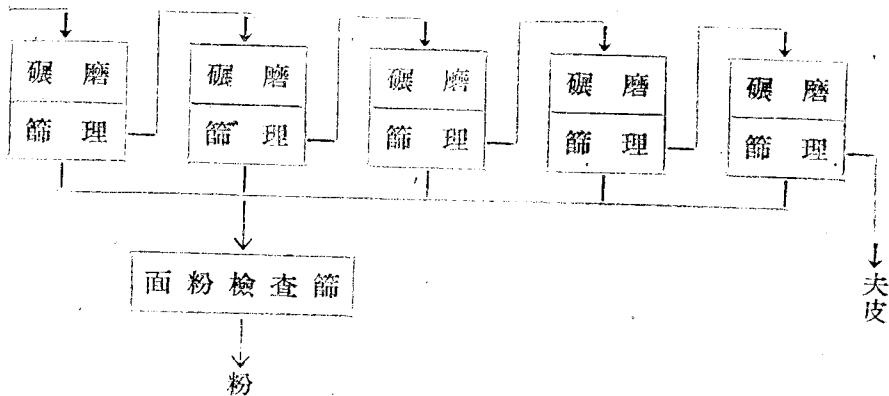 碾磨 碾磨 碾磨 碾磨 碾磨
篩理 篩理 篩理 篩理 篩理
面粉檢查篩
夫皮
粉